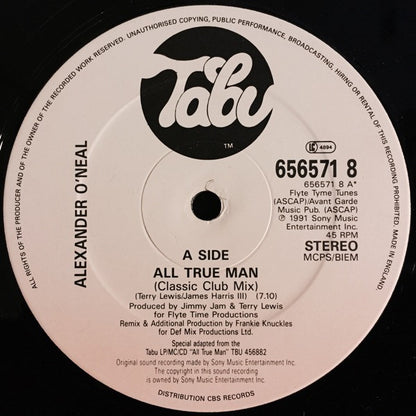 ALL RIGHTS OF THE PRODUCER AND OF THE OWNER OF THE RECORDED WORK RESERVED. UNAUTHORISED COPYING, PUBLIC PERFORMANCE, BROADCASTING, HIRING OR RENTAL OF THIS RECORDING PROHIBITED. MADE IN ENGLAND.
Tabu
TM
ALEXANDER O'NEAL
LC 4094
656571 8
656571 8 A*
Flyte Tyme Tunes
(ASCAP)/Avant Garde
Music Pub. (ASCAP)
℗ 1991 Sony Music
Entertainment Inc.
45 RPM
STEREO
MCPS/BIEM
A SIDE
ALL TRUE MAN
(Classic Club Mix)
(Terry Lewis/James Harris III) (7.10)
Produced by Jimmy Jam & Terry Lewis
for Flyte Time Productions
Remix & Additional Production by Frankie Knuckles
for Def Mix Productions Ltd.
Special adapted from the
Tabu LP/MC/CD "All True Man" TBU 456882
Original sound recording made by Sony Music Entertainment Inc.
The copyright in this sound recording
is owned by Sony Music Entertainment Inc.
DISTRIBUTION CBS RECORDS